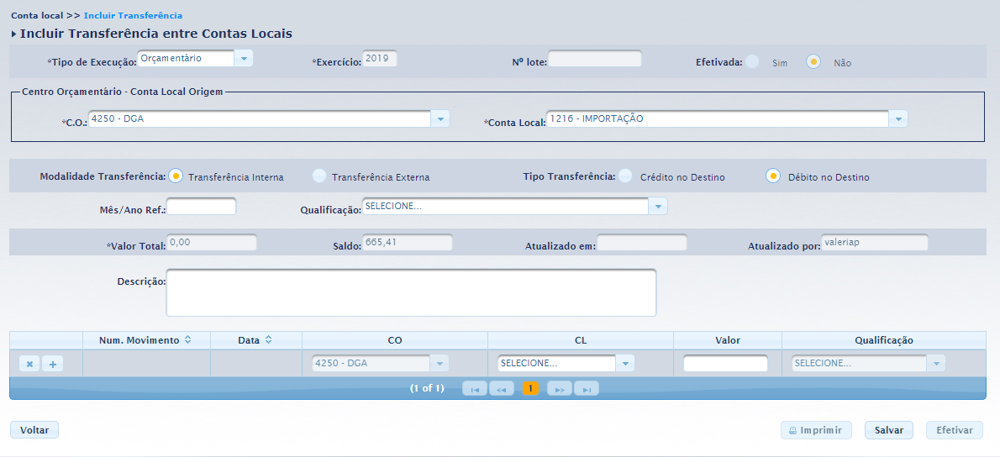 Conta local >> Incluir Transferência
Incluir Transferência entre Contas Locais
*Tipo de Execução: Orçamentário *Exercício: 2019 Nº lote: Efetivada: Sim Não
Centro Orçamentário - Conta Local Origem
*C.O.: 4250 - DGA *Conta Local: 1216 - IMPORTAÇÃO
Modalidade Transferência: Transferência Interna Transferência Externa Tipo Transferência: Crédito no Destino Débito no Destino
Mês/Ano Ref.: Qualificação: SELECIONE...
*Valor Total: 0,00 Saldo: 665,41 Atualizado em: Atualizado por: valeriap
Descrição:
Num. Movimento Data CO CL Valor Qualificação
4250 - DGA SELECIONE... SELECIONE...
(1 of 1) 1
Voltar Imprimir Salvar Efetivar